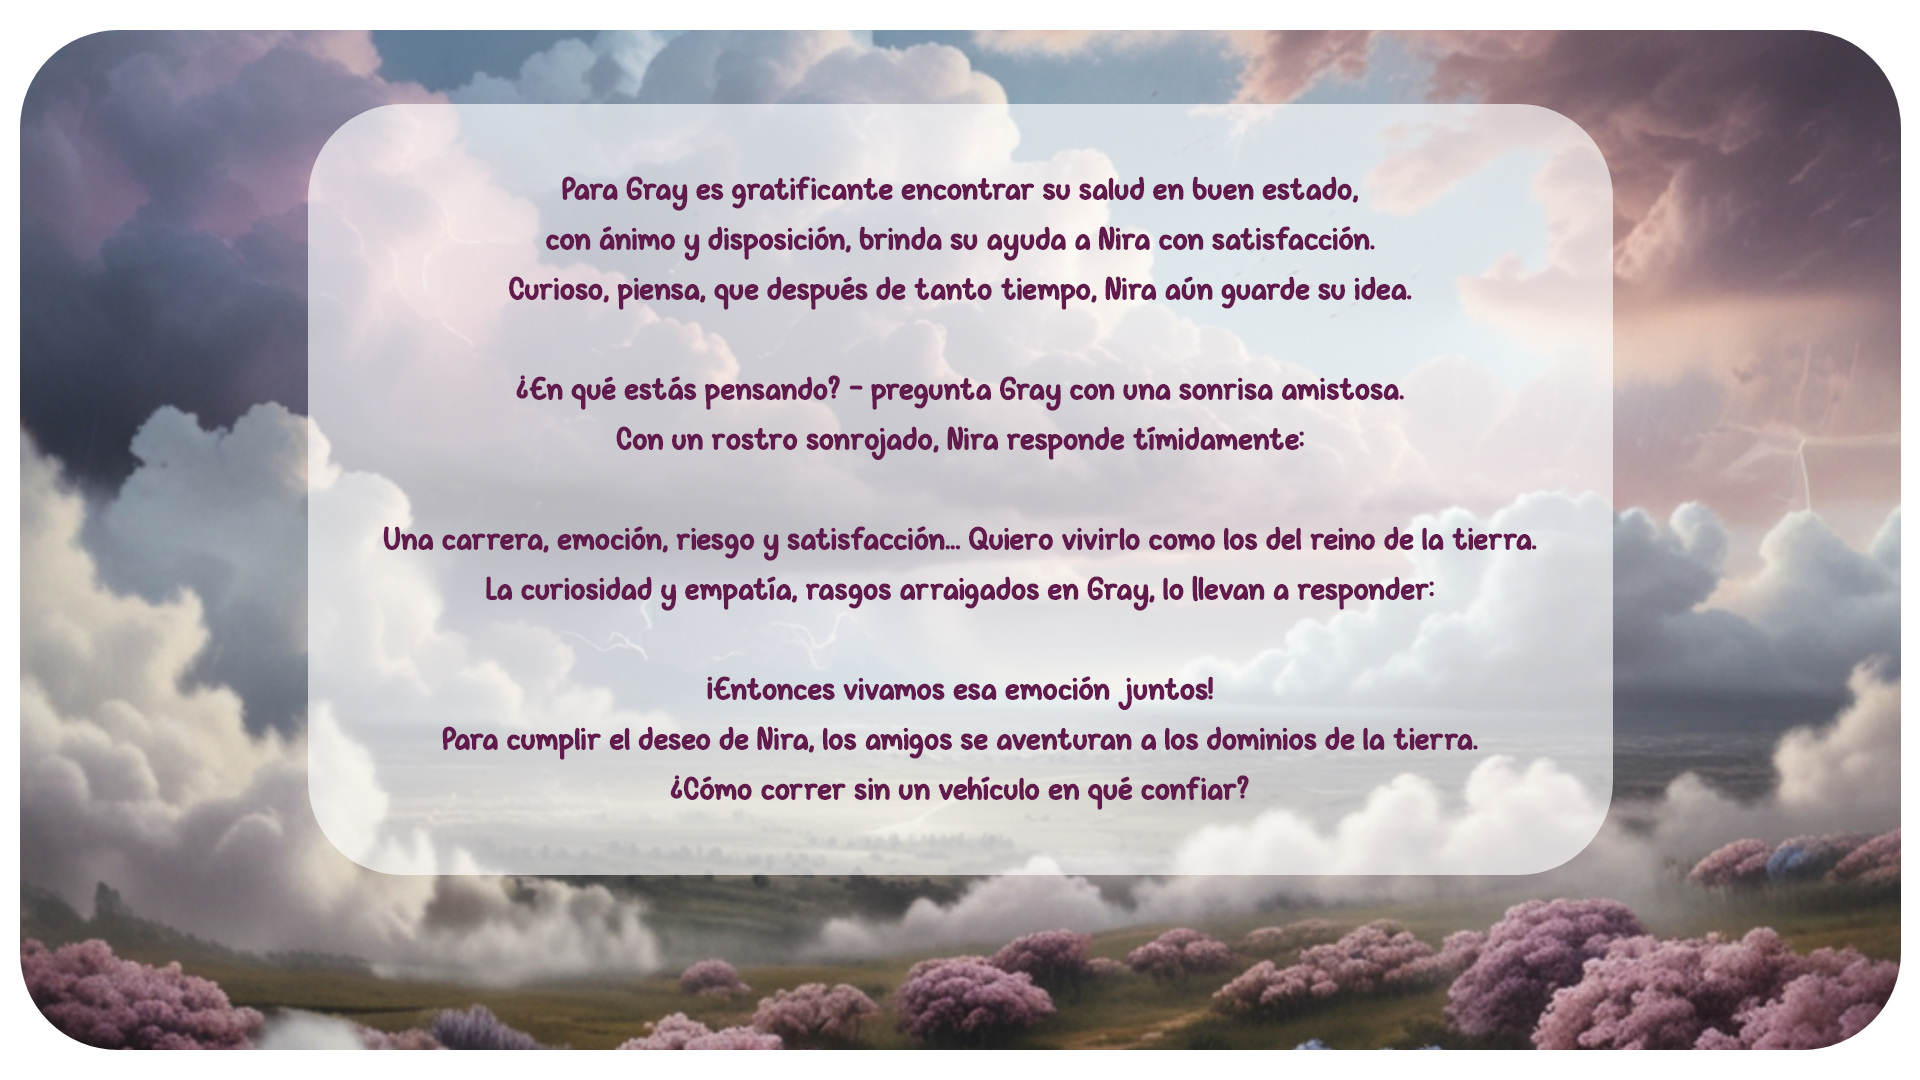 Para Gray es gratificante encontrar su salud en buen estado,
con ánimo y disposición, brinda su ayuda a Nira con satisfacción.
Curioso, piensa, que después de tanto tiempo, Nira aún guarde su idea.
¿En qué estás pensando? - pregunta Gray con una sonrisa amistosa.
Con un rostro sonrojado, Nira responde tímidamente:
Una carrera, emoción, riesgo y satisfacción... Quiero vivirlo como los del reino de la tierra.
La curiosidad y empatía, rasgos arraigados en Gray, lo llevan a responder:
¡Entonces vivamos esa emoción juntos!
Para cumplir el deseo de Nira, los amigos se aventuran a los dominios de la tierra.
¿Cómo correr sin un vehículo en qué confiar?